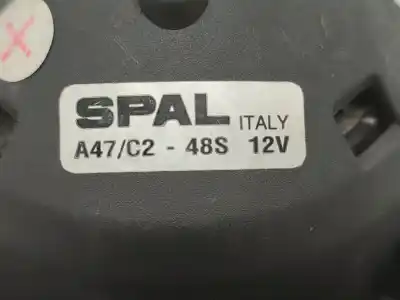 SPAL ITALY
A47/C2 - 48S 12V